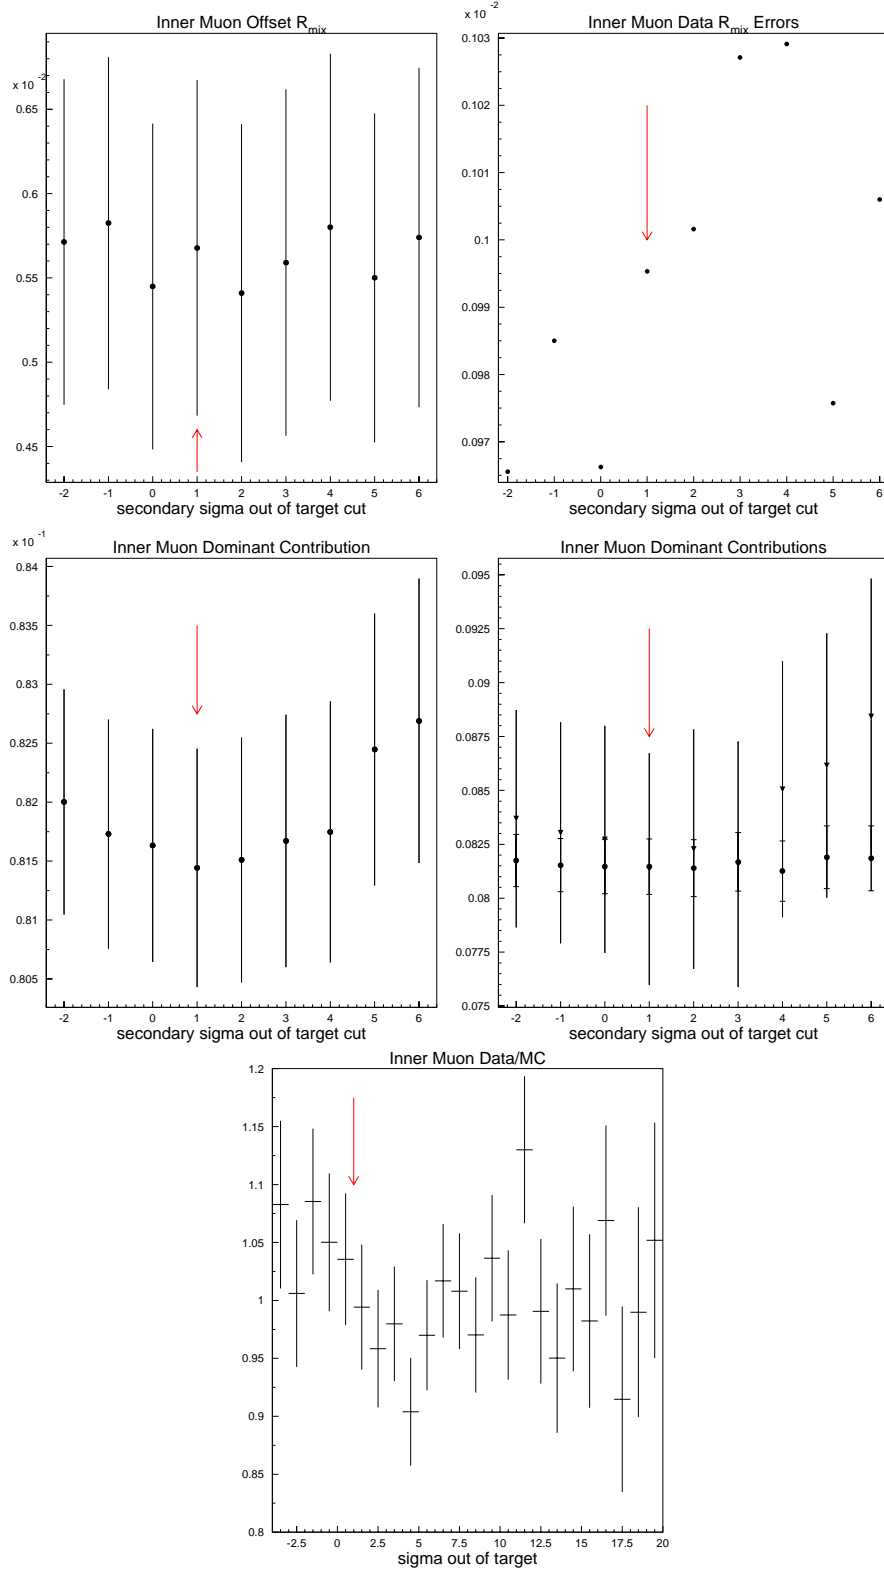 Inner Muon Offset R_mix
x 10^-2
0.65
0.6
0.55
0.5
0.45
-2 -1 0 1 2 3 4 5 6
secondary sigma out of target cut
x 10^-2
Inner Muon Data R_mix Errors
0.103
0.102
0.101
0.1
0.099
0.098
0.097
-2 -1 0 1 2 3 4 5 6
secondary sigma out of target cut
x 10^-1
Inner Muon Dominant Contribution
0.84
0.835
0.83
0.825
0.82
0.815
0.81
0.805
-2 -1 0 1 2 3 4 5 6
secondary sigma out of target cut
Inner Muon Dominant Contributions
0.095
0.0925
0.09
0.0875
0.085
0.0825
0.08
0.0775
0.075
-2 -1 0 1 2 3 4 5 6
secondary sigma out of target cut
Inner Muon Data/MC
1.2
1.15
1.1
1.05
1
0.95
0.9
0.85
0.8
-2.5 0 2.5 5 7.5 10 12.5 15 17.5 20
sigma out of target